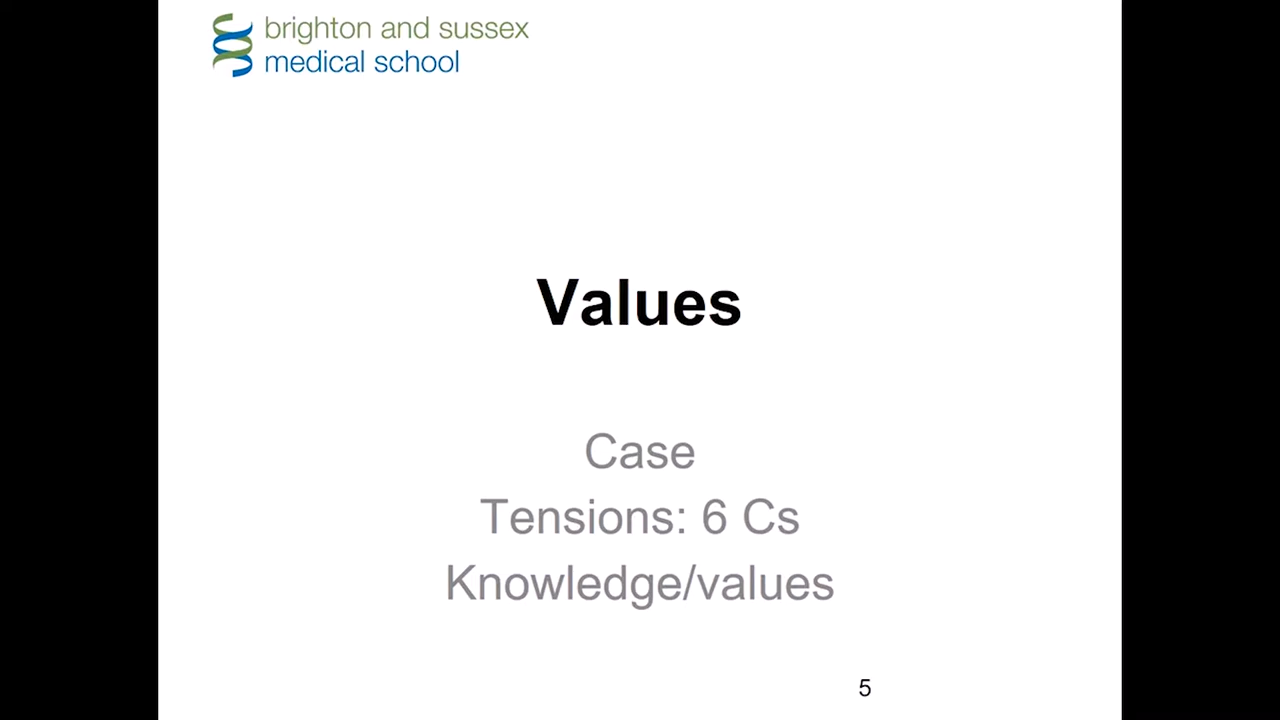 brighton and sussex
medical school
Values
Case
Tensions: 6 Cs
Knowledge/values
5